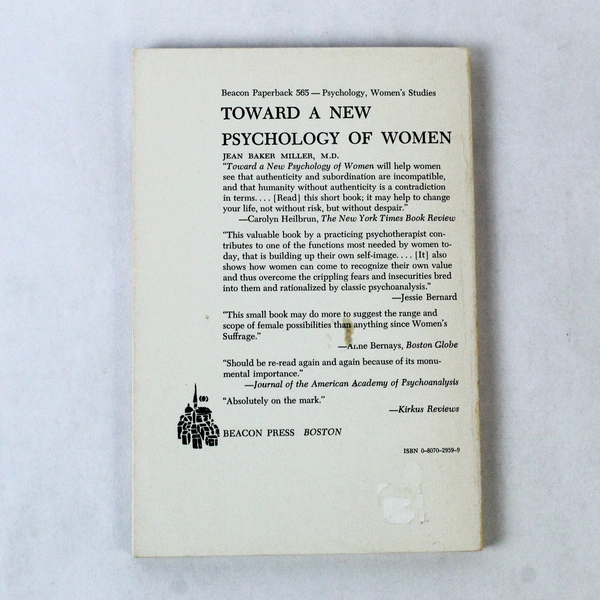 Beacon Paperback 565 — Psychology, Women's Studies
TOWARD A NEW
PSYCHOLOGY OF WOMEN
JEAN BAKER MILLER, M.D.
"Toward a New Psychology of Women will help women
see that authenticity and subordination are incompatible,
and that humanity without authenticity is a contradiction
in terms. . . . [Read] this short book; it may help to change
your life, not without risk, but without despair."
—Carolyn Heilbrun, The New York Times Book Review
"This valuable book by a practicing psychotherapist con-
tributes to one of the functions most needed by women to-
day, that is building up their own self-image. . . . [It] also
shows how women can come to recognize their own value
and thus overcome the crippling fears and insecurities bred
into them and rationalized by classic psychoanalysis."
—Jessie Bernard
"This small book may do more to suggest the range and
scope of female possibilities than anything since Women's
Suffrage."
—Anne Bernays, Boston Globe
"Should be re-read again and again because of its monu-
mental importance."
—Journal of the American Academy of Psychoanalysis
"Absolutely on the mark."
—Kirkus Reviews
BEACON PRESS BOSTON
ISBN 0-8070-2959-9